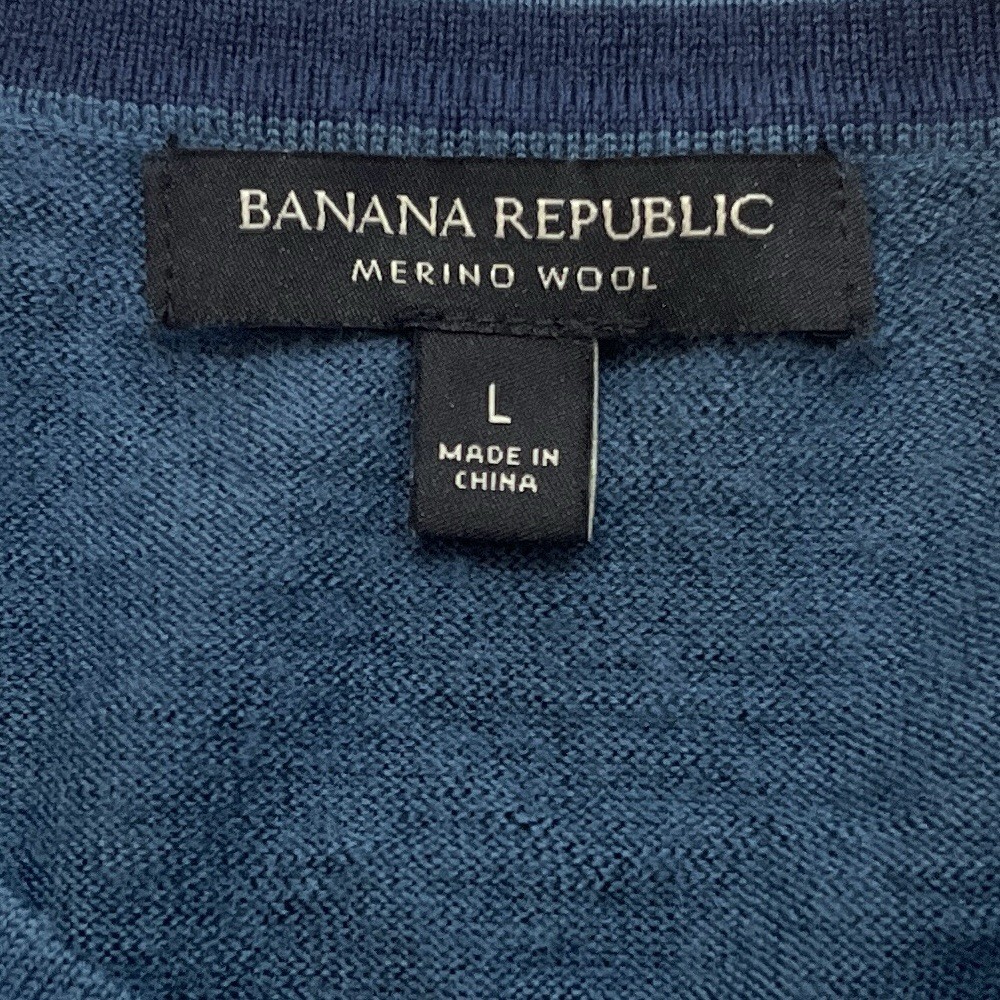 BANANA REPUBLIC
MERINO WOOL
L
MADE IN
CHINA